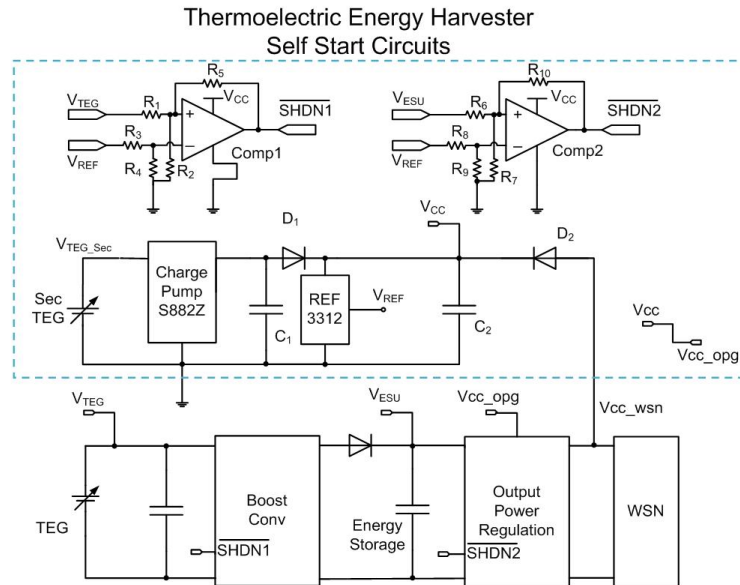 Thermoelectric Energy Harvester
Self Start Circuits
R5
R10
VTEG
R1
VCC
SHDN1
VESU
R6
VCC
SHDN2
VREF
R3
Comp1
VREF
R8
Comp2
R4
R2
R9
R7
VTEG_Sec
D1
VCC
D2
Sec
TEG
Charge
Pump
S882Z
C1
REF
3312
VREF
C2
Vcc
Vcc_opg
VTEG
VESU
Vcc_opg
Vcc_wsn
TEG
Boost
Conv
SHDN1
Energy
Storage
Output
Power
Regulation
SHDN2
WSN